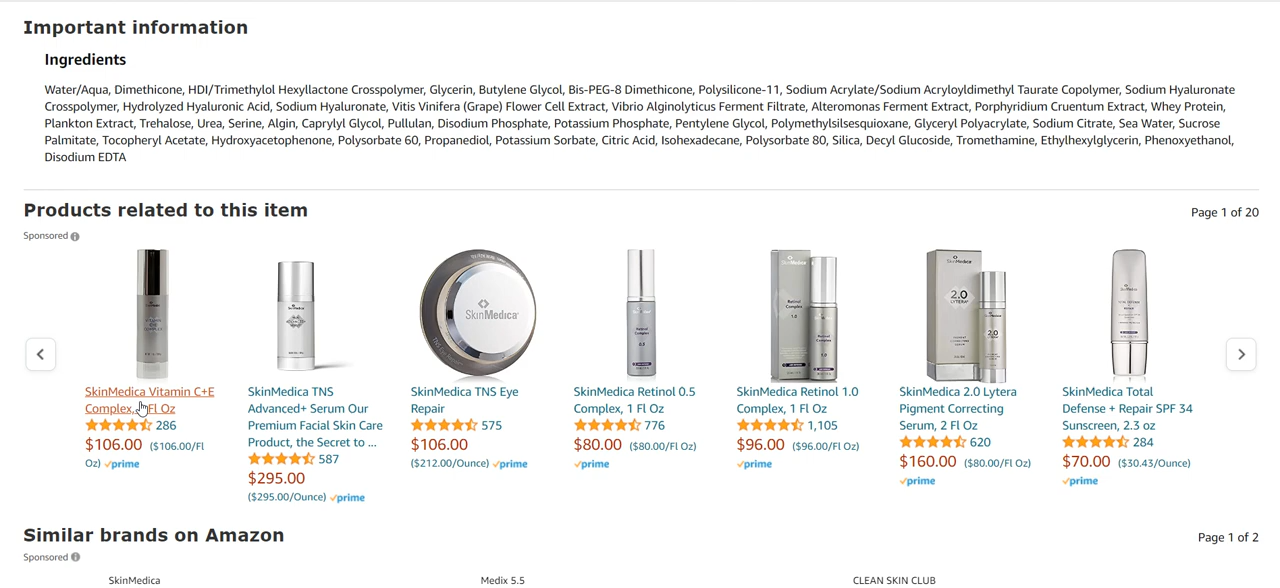 Important information
Ingredients
Water/Aqua, Dimethicone, HDI/Trimethylol Hexyllactone Crosspolymer, Glycerin, Butylene Glycol, Bis-PEG-8 Dimethicone, Polysilicone-11, Sodium Acrylate/Sodium Acryloyldimethyl Taurate Copolymer, Sodium Hyaluronate
Crosspolymer, Hydrolyzed Hyaluronic Acid, Sodium Hyaluronate, Vitis Vinifera (Grape) Flower Cell Extract, Vibrio Alginolyticus Ferment Filtrate, Alteromonas Ferment Extract, Porphyridium Cruentum Extract, Whey Protein,
Plankton Extract, Trehalose, Urea, Serine, Algin, Caprylyl Glycol, Pullulan, Disodium Phosphate, Potassium Phosphate, Pentylene Glycol, Polymethylsilsesquioxane, Glyceryl Polyacrylate, Sodium Citrate, Sea Water, Sucrose
Palmitate, Tocopheryl Acetate, Hydroxyacetophenone, Polysorbate 60, Propanediol, Potassium Sorbate, Citric Acid, Isohexadecane, Polysorbate 80, Silica, Decyl Glucoside, Tromethamine, Ethylhexylglycerin, Phenoxyethanol,
Disodium EDTA
Products related to this item
Page 1 of 20
Sponsored
SkinMedica Vitamin C+E
Complex, Fl Oz
286
$106.00 ($106.00/Fl
Oz) prime
SkinMedica TNS
Advanced+ Serum Our
Premium Facial Skin Care
Product, the Secret to ...
587
$295.00
($295.00/Ounce) prime
SkinMedica
SkinMedica TNS Eye
Repair
575
$106.00
($212.00/Ounce) prime
SkinMedica Retinol 0.5
Complex, 1 Fl Oz
776
$80.00 ($80.00/Fl Oz)
prime
SkinMedica Retinol 1.0
Complex, 1 Fl Oz
1,105
$96.00 ($96.00/Fl Oz)
prime
2.0
SkinMedica 2.0 Lytera
Pigment Correcting
Serum, 2 Fl Oz
620
$160.00 ($80.00/Fl Oz)
prime
SkinMedica Total
Defense + Repair SPF 34
Sunscreen, 2.3 oz
284
$70.00 ($30.43/Ounce)
prime
Similar brands on Amazon
Page 1 of 2
Sponsored
SkinMedica
Medix 5.5
CLEAN SKIN CLUB